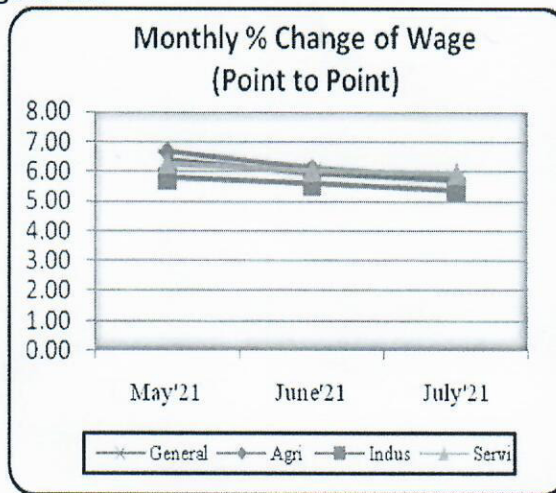 Monthly % Change of Wage
(Point to Point)
8.00
7.00
6.00
5.00
4.00
3.00
2.00
1.00
0.00
May'21 June'21 July'21
General Agri Indus Servi